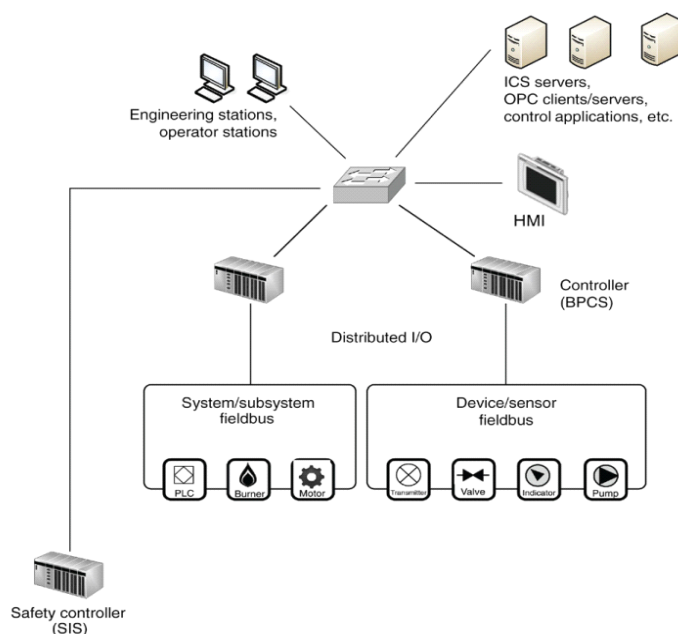 ICS servers,
OPC clients/servers,
control applications, etc.
Engineering stations,
operator stations
HMI
Controller
(BPCS)
Distributed I/O
System/subsystem
fieldbus
Device/sensor
fieldbus
PLC
Burner
Motor
Transmitter
Valve
Indicator
Pump
Safety controller
(SIS)